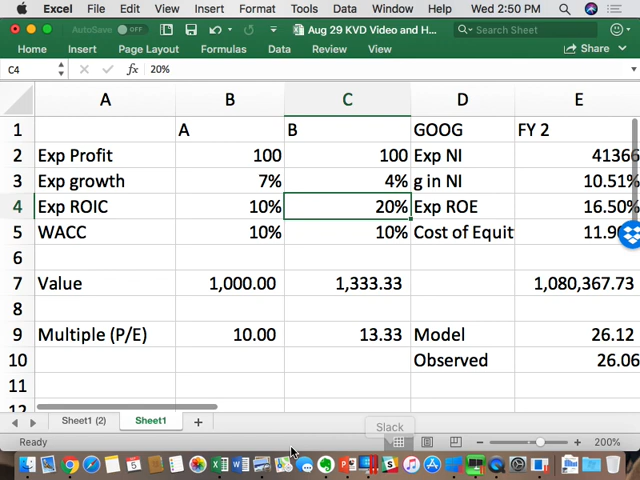 Excel File Edit View Insert Format Tools Data Window Help Wed 2:50 PM
AutoSave OFF Aug 29 KVD Video and H... Search Sheet
Home Insert Page Layout Formulas Data Review View Share
C4 fx 20%
A B C D E
1 A B GOOG FY 2
2 Exp Profit 100 100 Exp NI 41366
3 Exp growth 7% 4% g in NI 10.51%
4 Exp ROIC 10% 20% Exp ROE 16.50%
5 WACC 10% 10% Cost of Equit 11.9
6
7 Value 1,000.00 1,333.33 1,080,367.73
8
9 Multiple (P/E) 10.00 13.33 Model 26.12
10 Observed 26.06
11
12
Sheet1 (2) Sheet1 +
Slack
Ready 200%